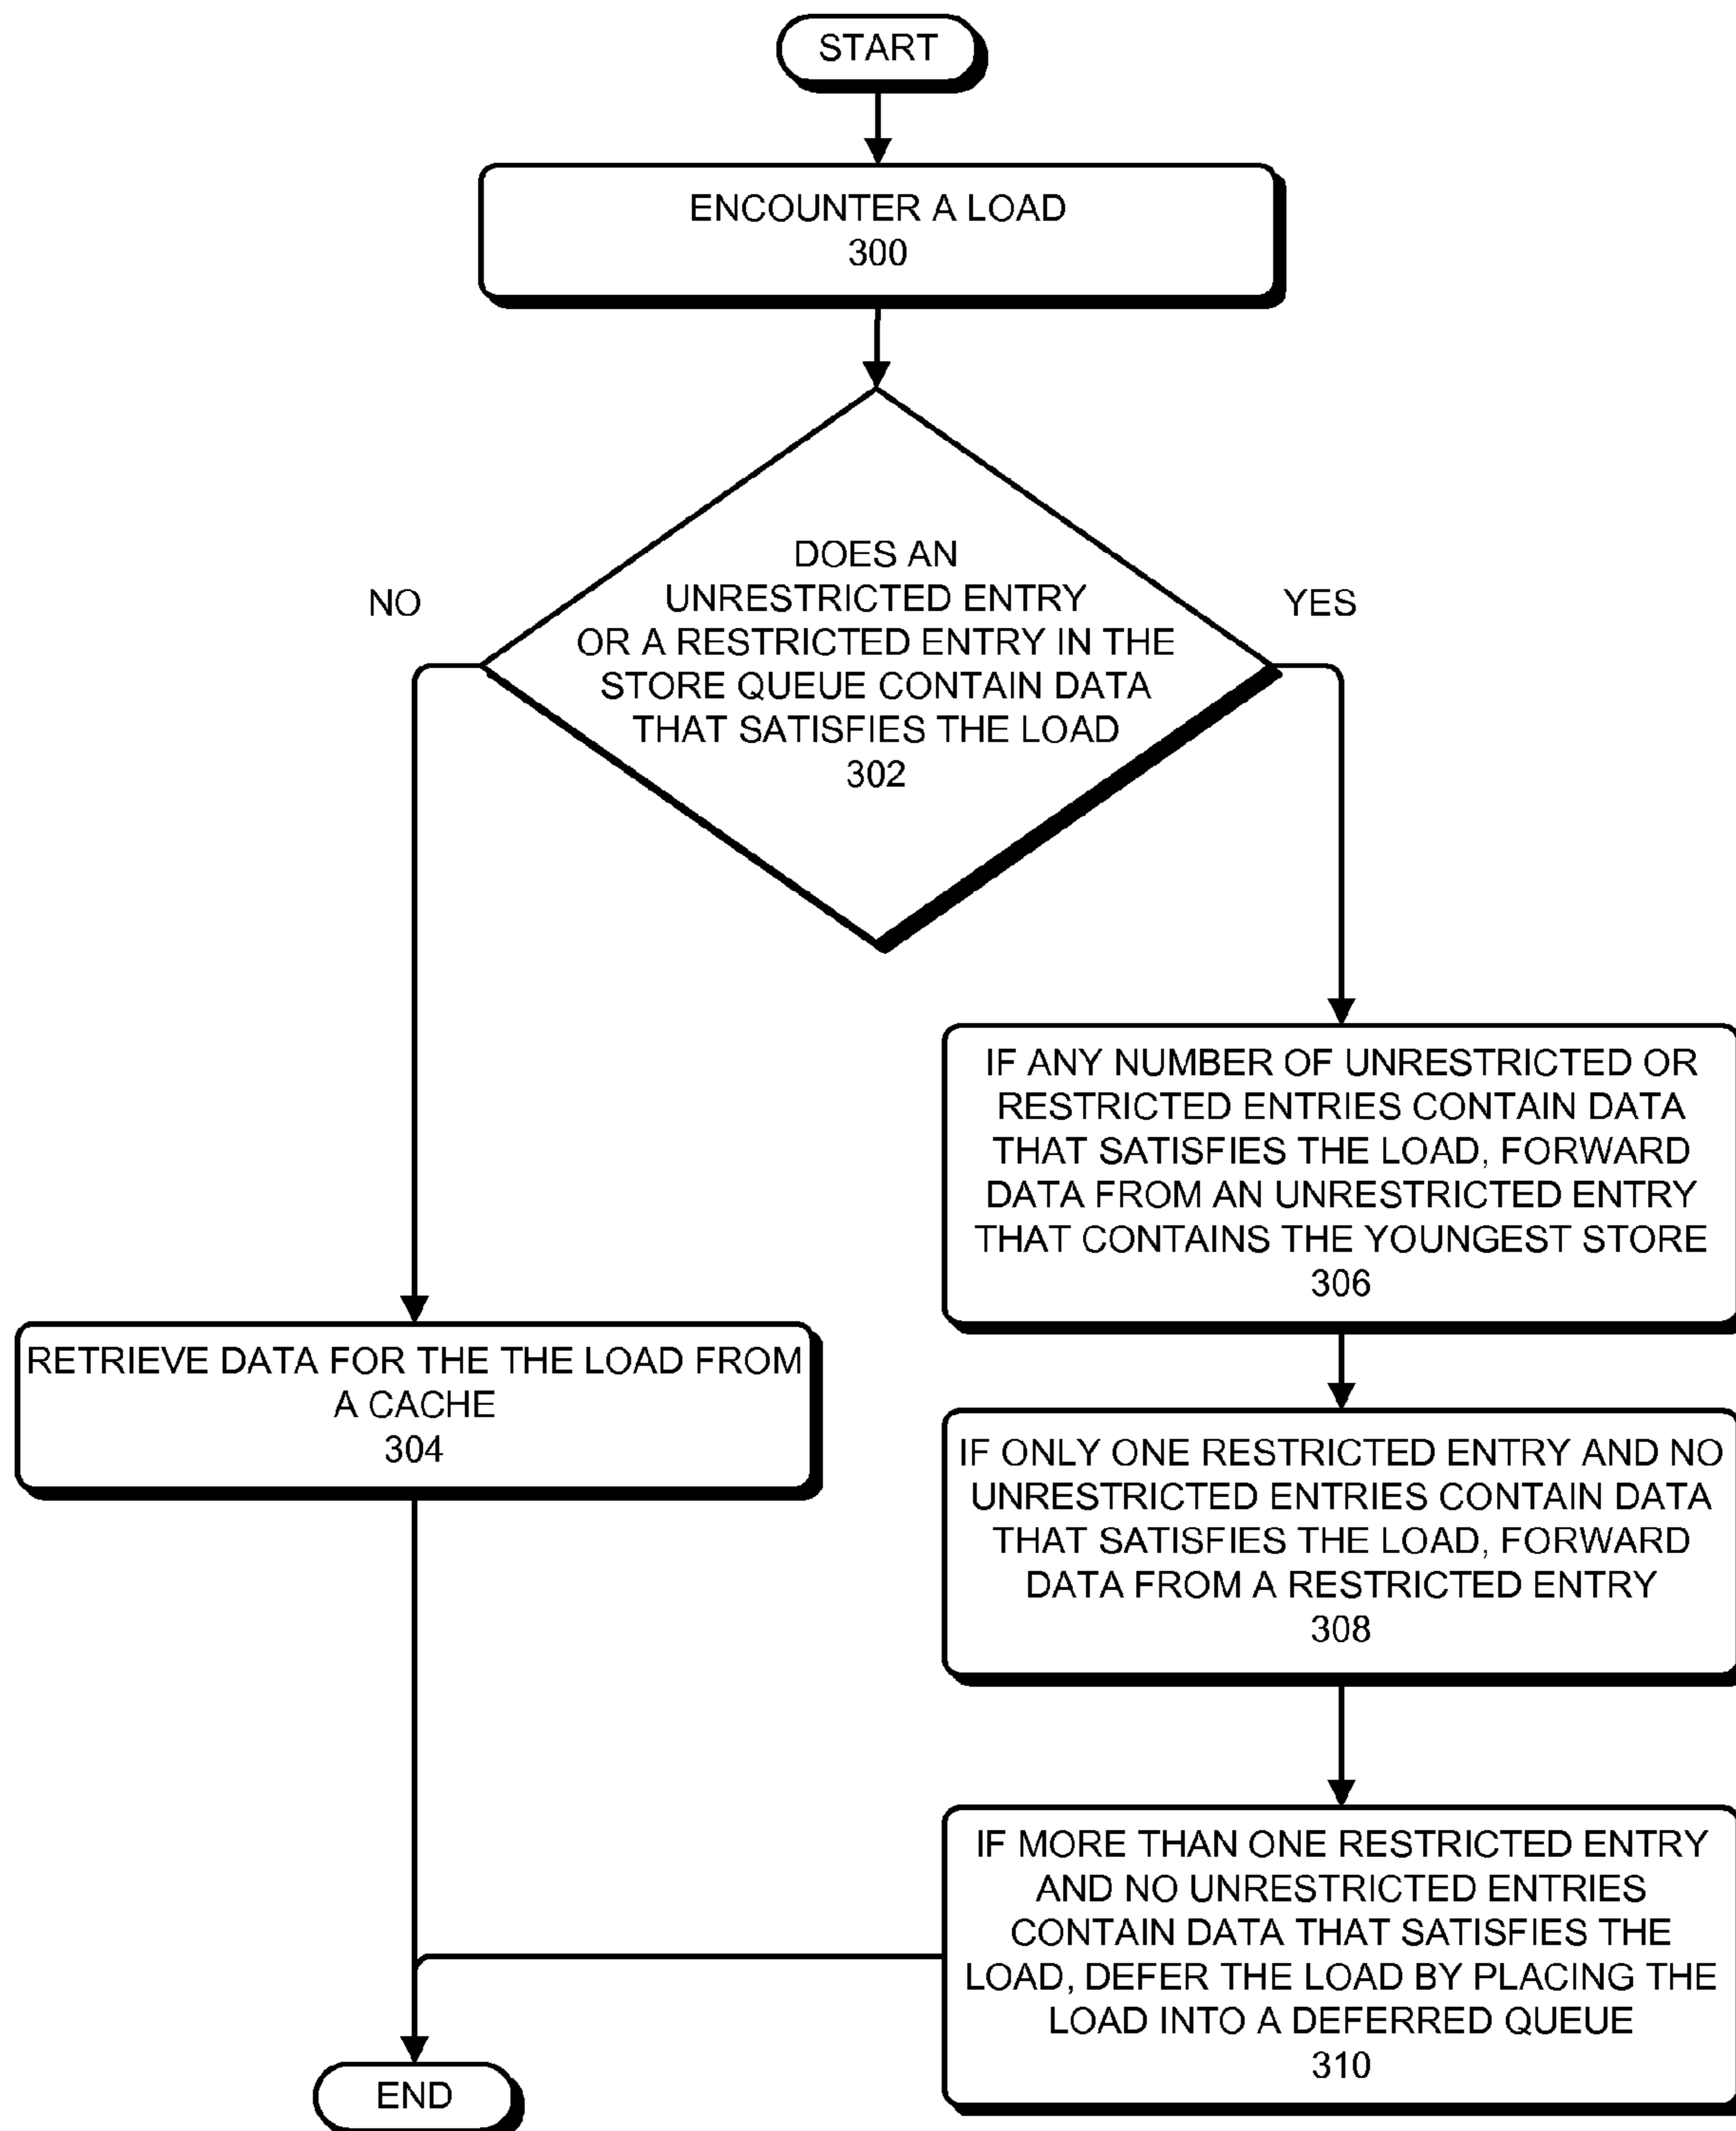 START
ENCOUNTER A LOAD
300
DOES AN
UNRESTRICTED ENTRY
OR A RESTRICTED ENTRY IN THE
STORE QUEUE CONTAIN DATA
THAT SATISFIES THE LOAD
302
NO
YES
IF ANY NUMBER OF UNRESTRICTED OR
RESTRICTED ENTRIES CONTAIN DATA
THAT SATISFIES THE LOAD, FORWARD
DATA FROM AN UNRESTRICTED ENTRY
THAT CONTAINS THE YOUNGEST STORE
306
RETRIEVE DATA FOR THE THE LOAD FROM
A CACHE
304
IF ONLY ONE RESTRICTED ENTRY AND NO
UNRESTRICTED ENTRIES CONTAIN DATA
THAT SATISFIES THE LOAD, FORWARD
DATA FROM A RESTRICTED ENTRY
308
IF MORE THAN ONE RESTRICTED ENTRY
AND NO UNRESTRICTED ENTRIES
CONTAIN DATA THAT SATISFIES THE
LOAD, DEFER THE LOAD BY PLACING THE
LOAD INTO A DEFERRED QUEUE
310
END